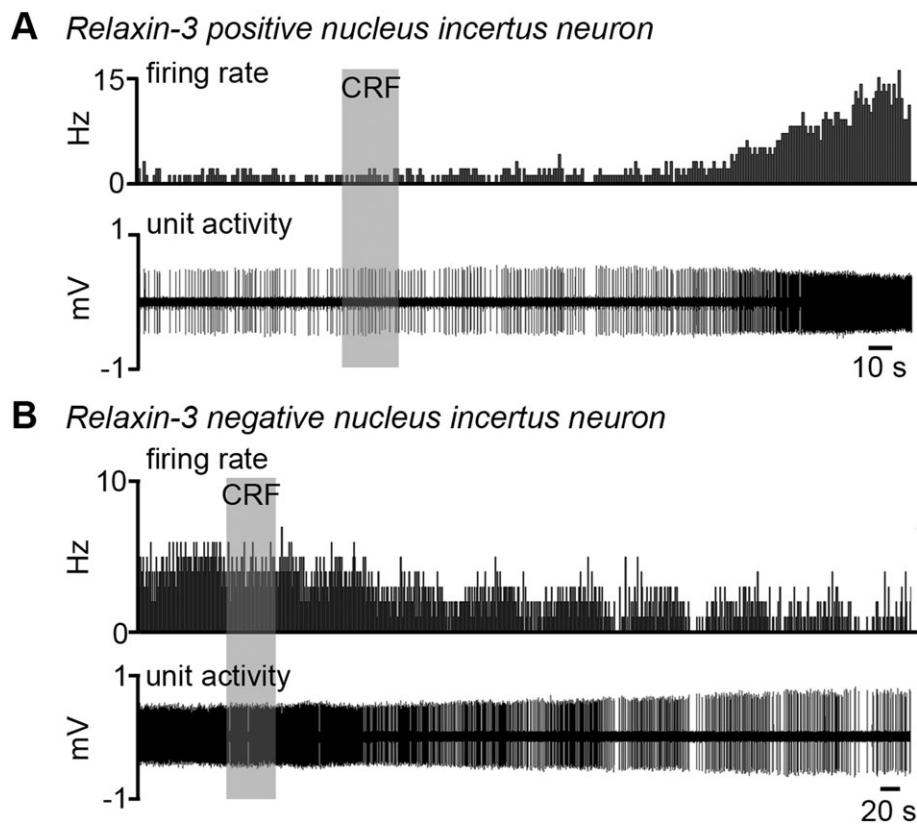 A Relaxin-3 positive nucleus incertus neuron
firing rate
CRF
15
Hz
0
unit activity
1
mV
-1
10 s
B Relaxin-3 negative nucleus incertus neuron
firing rate
CRF
10
Hz
0
unit activity
1
mV
-1
20 s